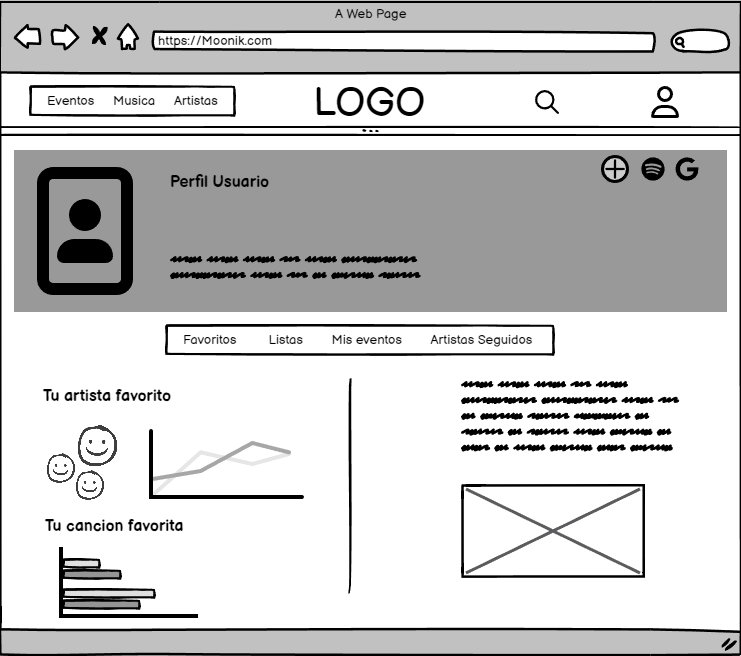 A Web Page
https://Moonik.com
Eventos Musica Artistas
LOGO
Perfil Usuario
Favoritos Listas Mis eventos Artistas Seguidos
Tu artista favorito
Tu cancion favorita